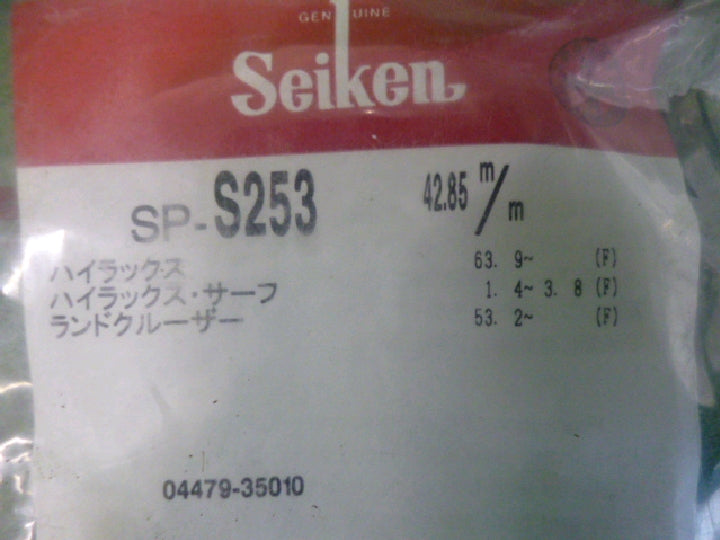 GENUINE
Seiken
SP-S253 42.85 m/m
ハイラックス 63. 9~ (F)
ハイラックス・サーフ 1. 4~ 3. 8 (F)
ランドクルーザー 53. 2~ (F)
04479-35010